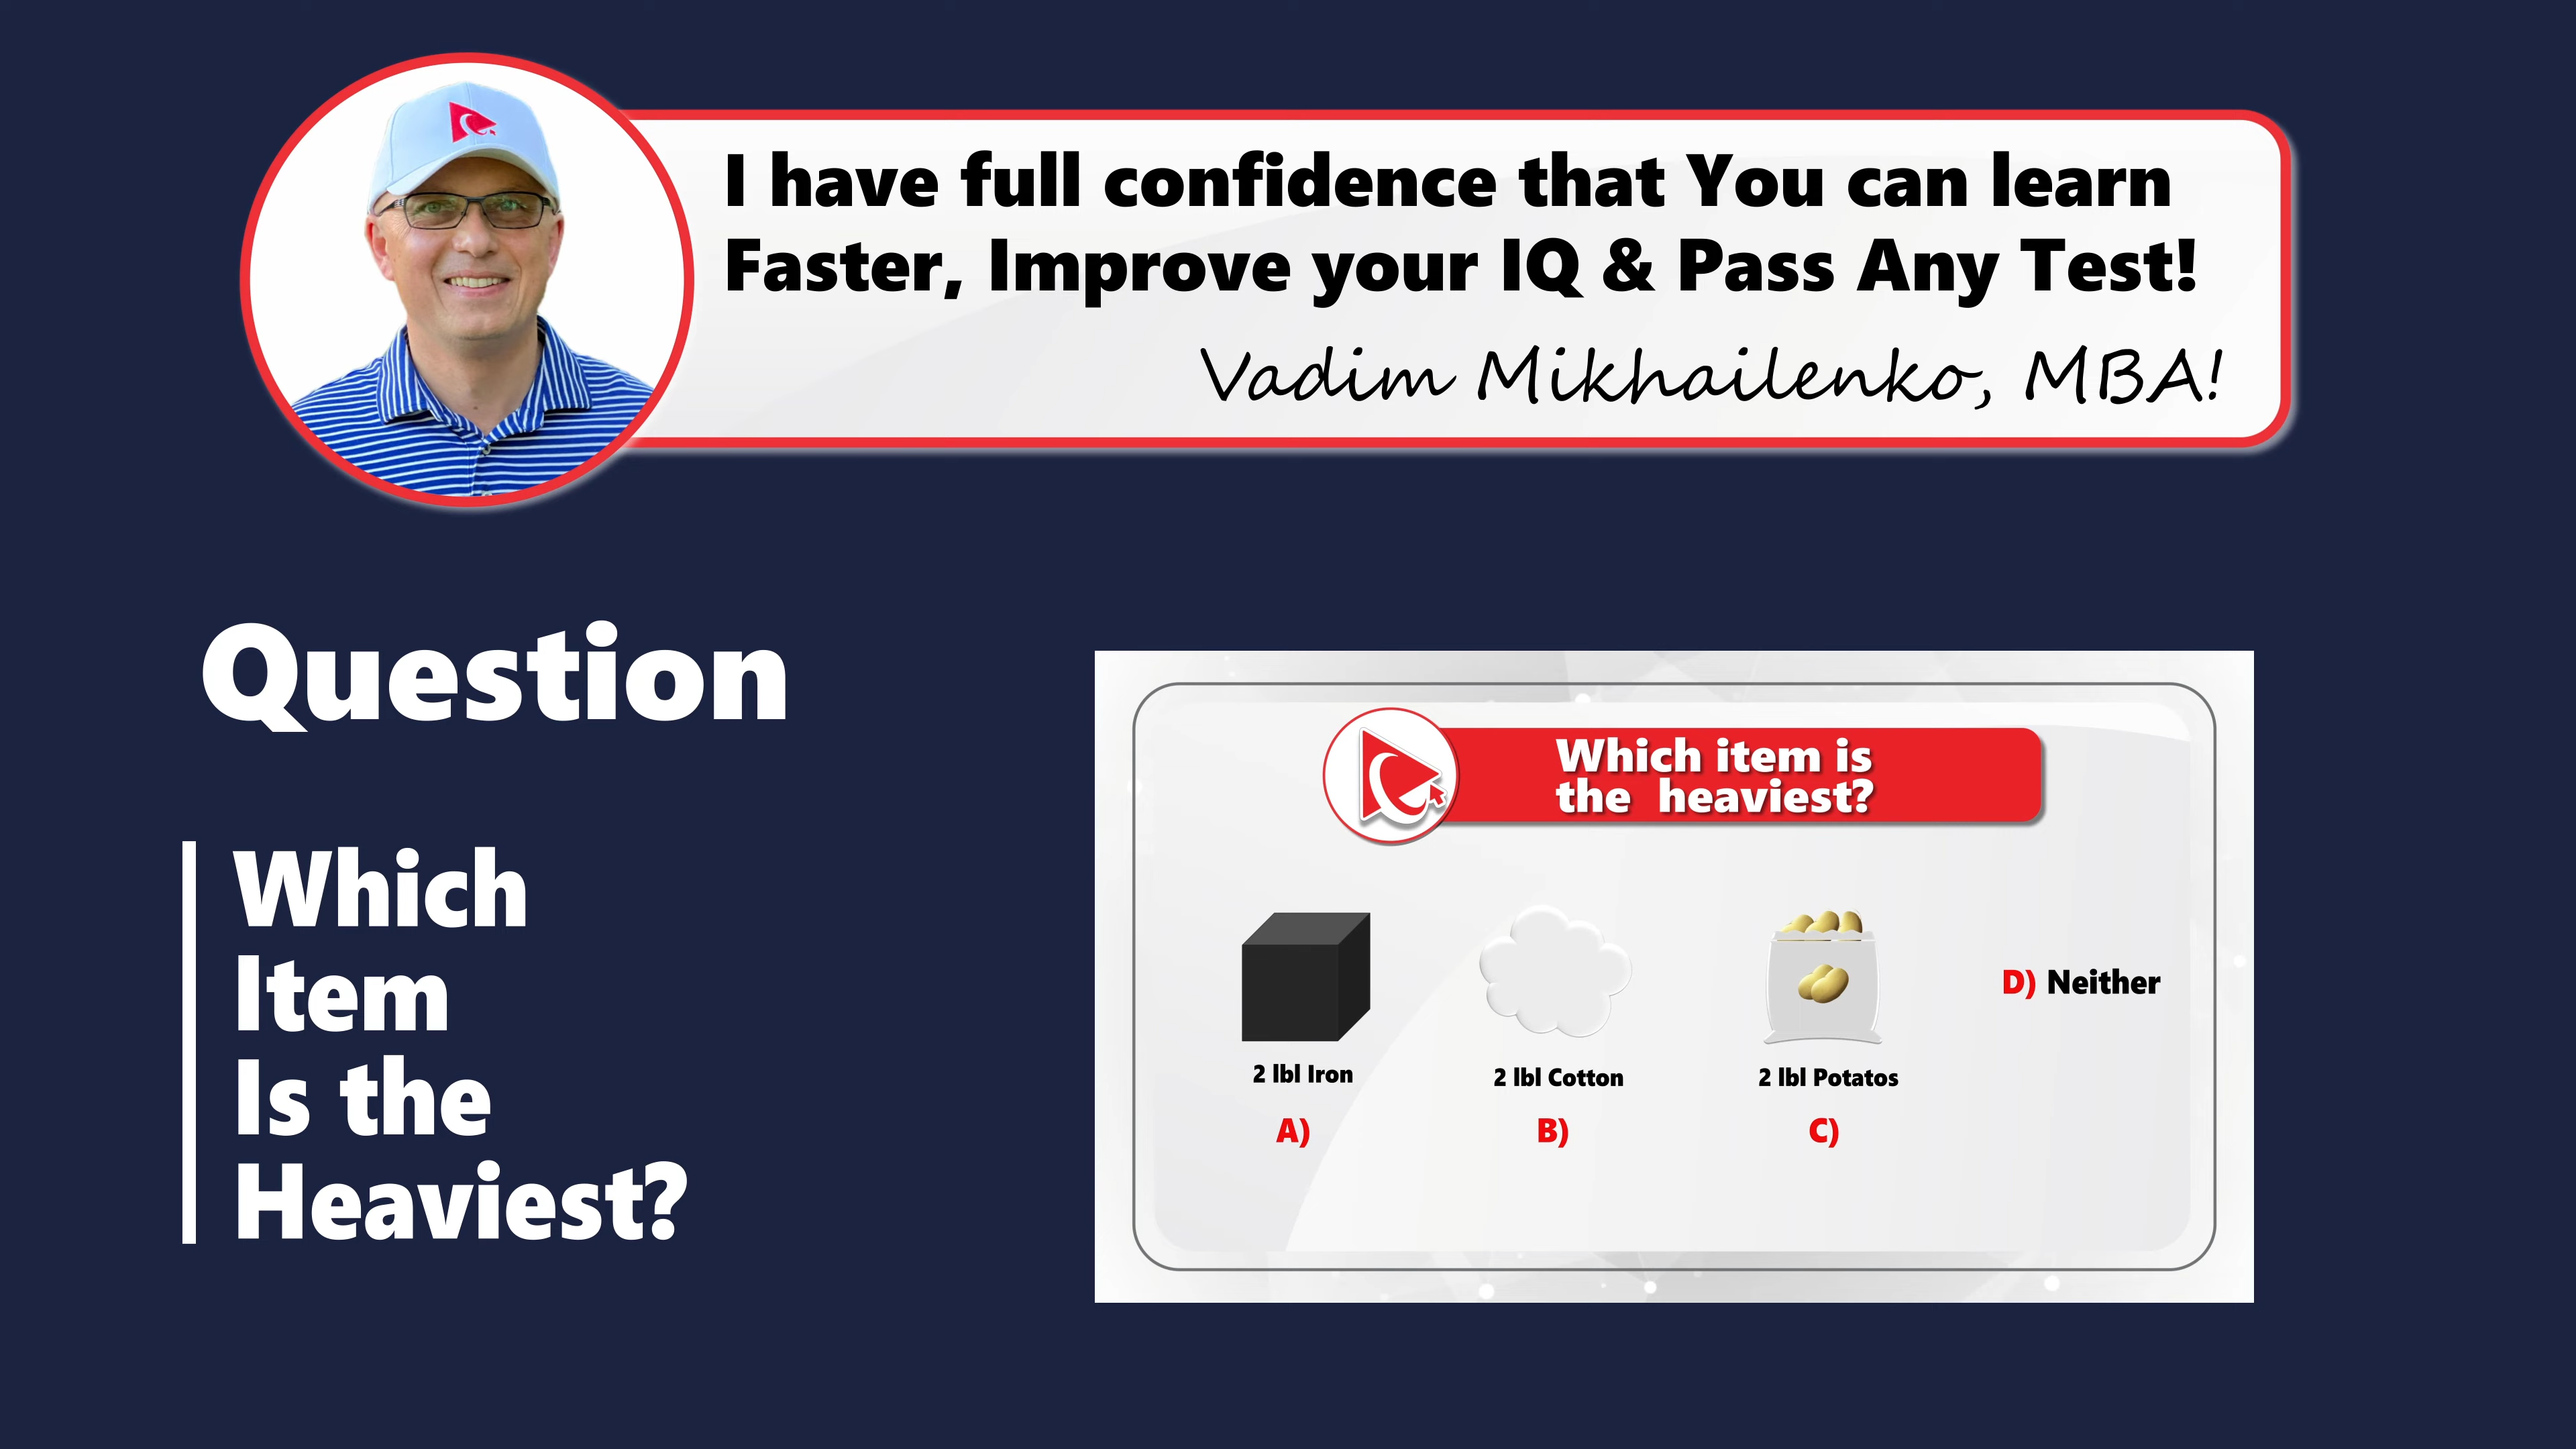 I have full confidence that You can learn
Faster, Improve your IQ & Pass Any Test!
Vadim Mikhailenko, MBA!
Question
Which
Item
Is the
Heaviest?
Which item is
the heaviest?
2 lbl Iron
A)
2 lbl Cotton
B)
2 lbl Potatos
C)
D) Neither